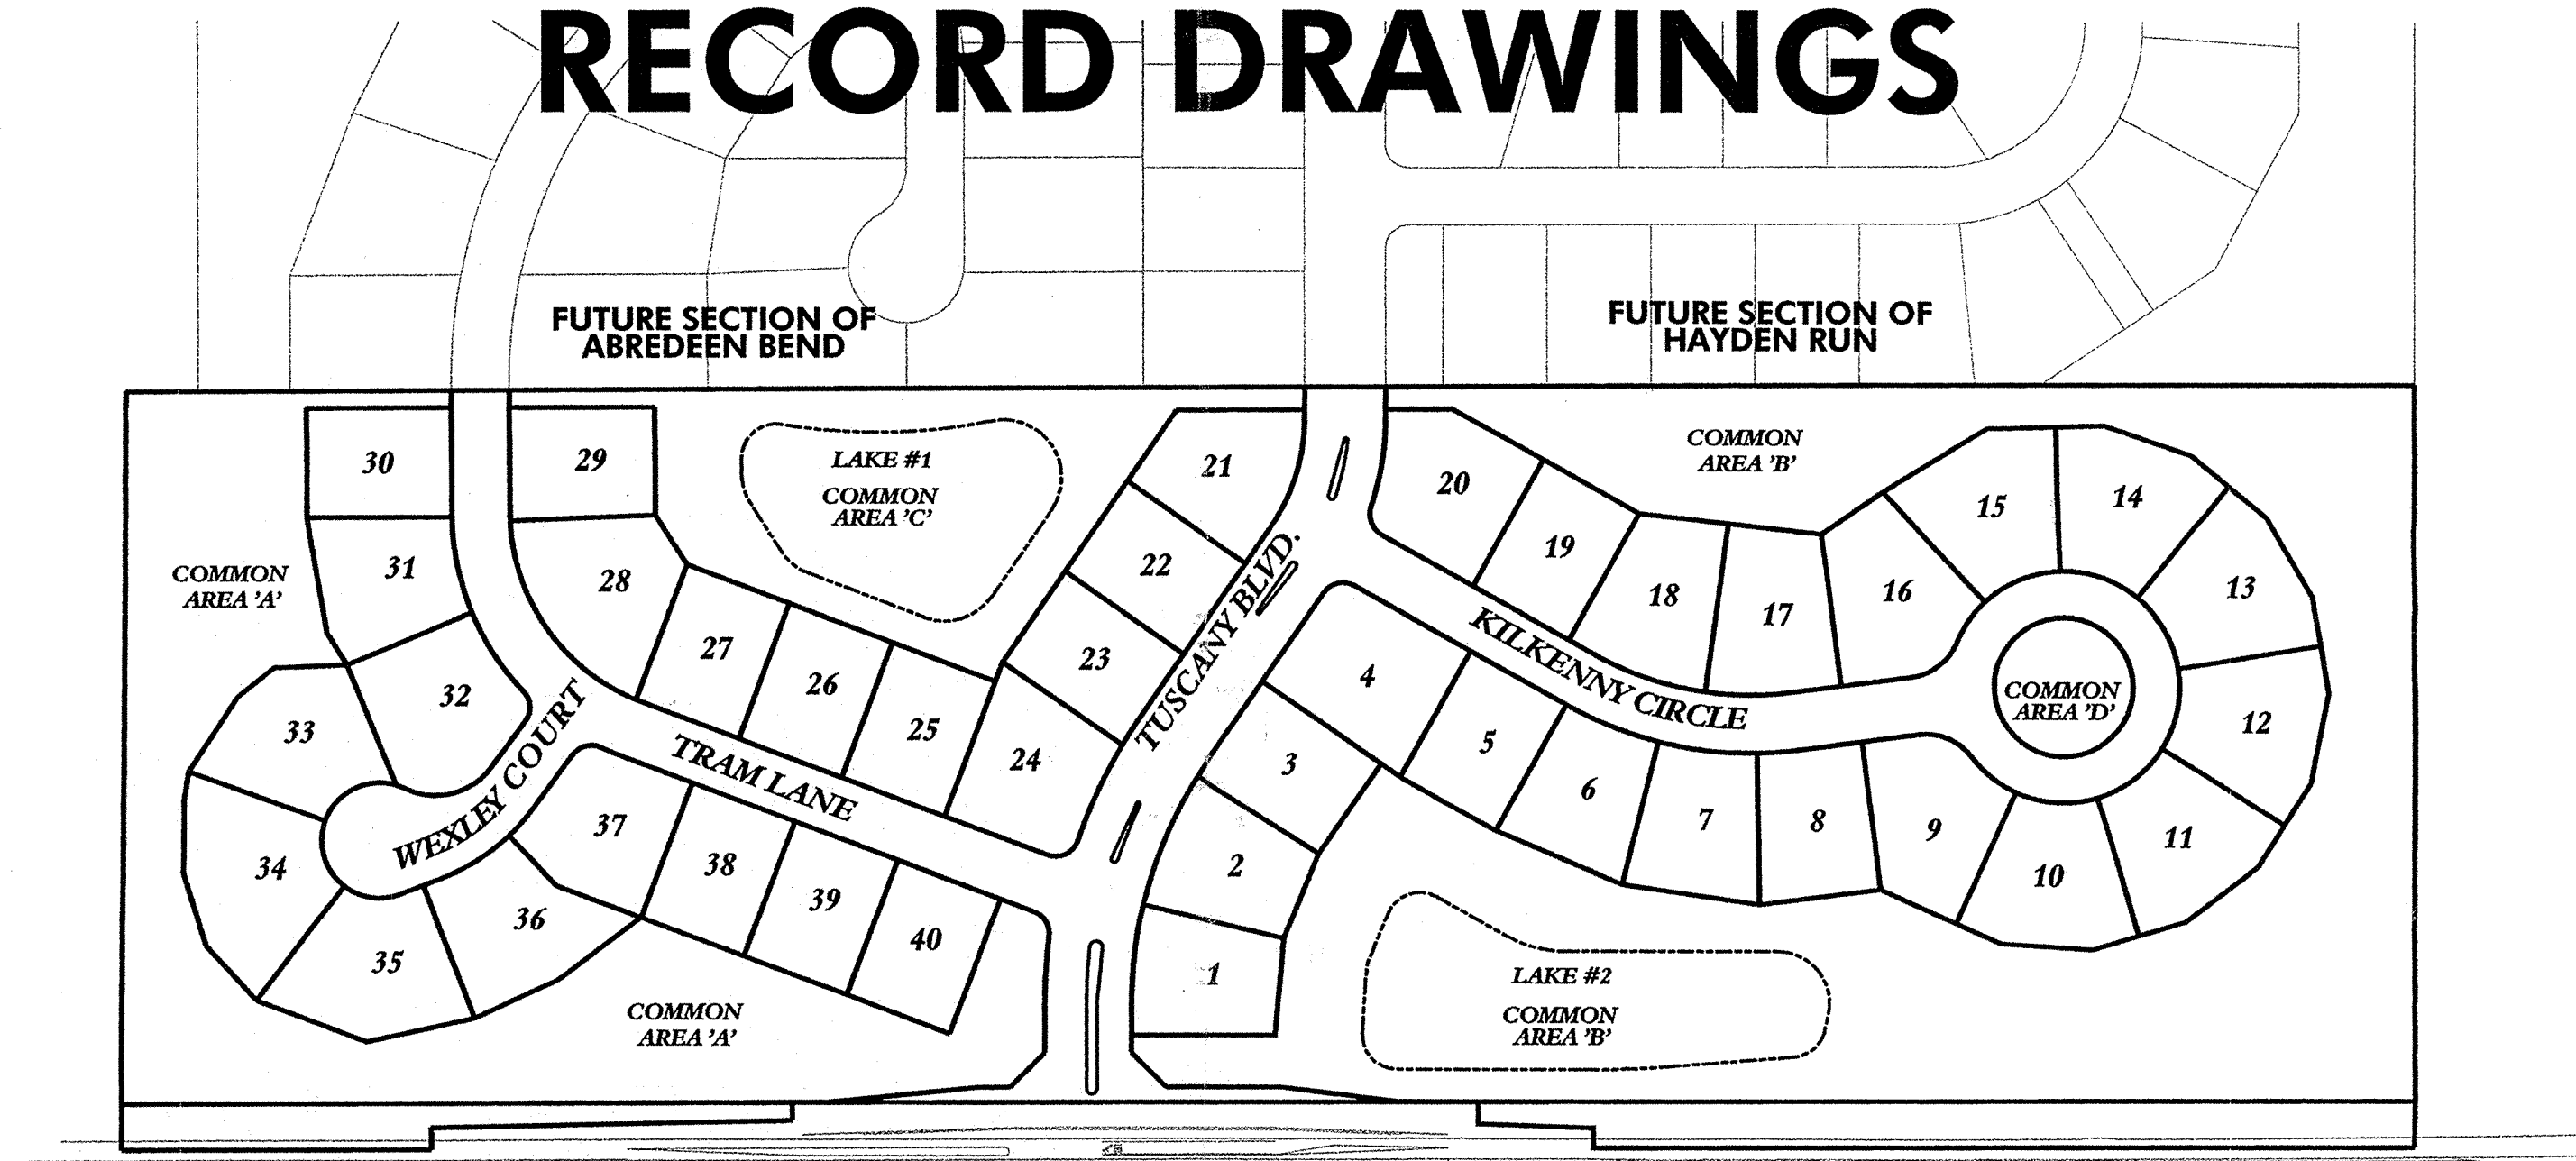 RECORD DRAWINGS
FUTURE SECTION OF
ABREDEEN BEND
FUTURE SECTION OF
HAYDEN RUN
30
29
LAKE #1
COMMON
AREA 'C'
21
20
COMMON
AREA 'B'
15
14
31
28
22
19
18
17
16
13
COMMON
AREA 'A'
27
26
25
23
24
TUSCANY BLVD.
4
KILKENNY CIRCLE
COMMON
AREA 'D'
12
32
33
WEXLEY COURT
TRAM LANE
3
5
6
7
8
9
10
11
34
37
38
39
40
2
35
36
1
LAKE #2
COMMON
AREA 'B'
COMMON
AREA 'A'